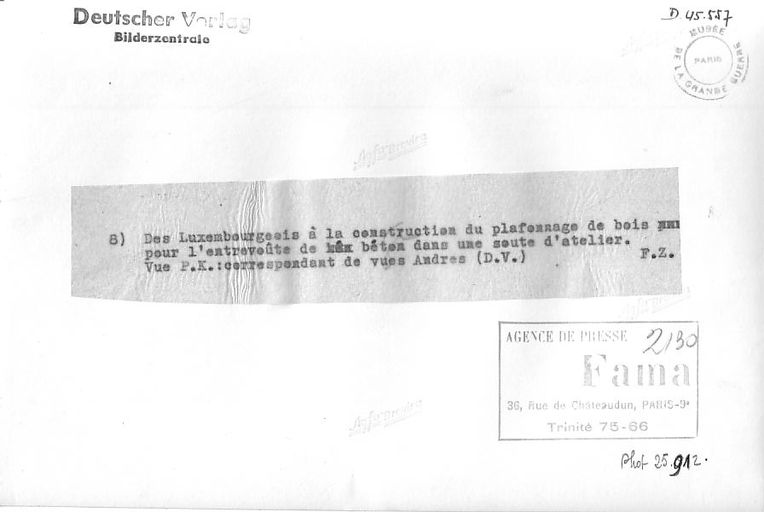 Deutscher Verlag
Bilderzentrale
D. 45.557
MUSÉE
DE LA GRANDE GUERRE
PARIS
8) Des Luxembourgeois à la construction du plafonnage de bois
pour l'entrevoûte de béton dans une soute d'atelier.
Vue P.K.:correspondant de vues Andres (D.V.) F.Z.
AGENCE DE PRESSE 2130
Fama
36, Rue de Châteaudun, PARIS-9e
Trinité 75-66
Phot 25.912.